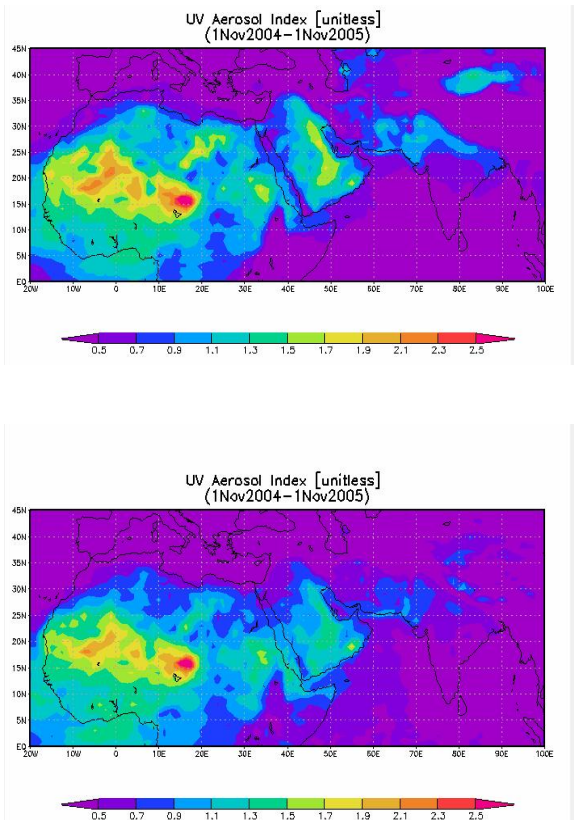 UV Aerosol Index [unitless]
(1Nov2004-1Nov2005)
45N
40N
35N
30N
25N
20N
15N
10N
5N
EQ
20W 10W 0 10E 20E 30E 40E 50E 60E 70E 80E 90E 100E
0.5 0.7 0.9 1.1 1.3 1.5 1.7 1.9 2.1 2.3 2.5
UV Aerosol Index [unitless]
(1Nov2004-1Nov2005)
45N
40N
35N
30N
25N
20N
15N
10N
5N
EQ
20W 10W 0 10E 20E 30E 40E 50E 60E 70E 80E 90E 100E
0.5 0.7 0.9 1.1 1.3 1.5 1.7 1.9 2.1 2.3 2.5